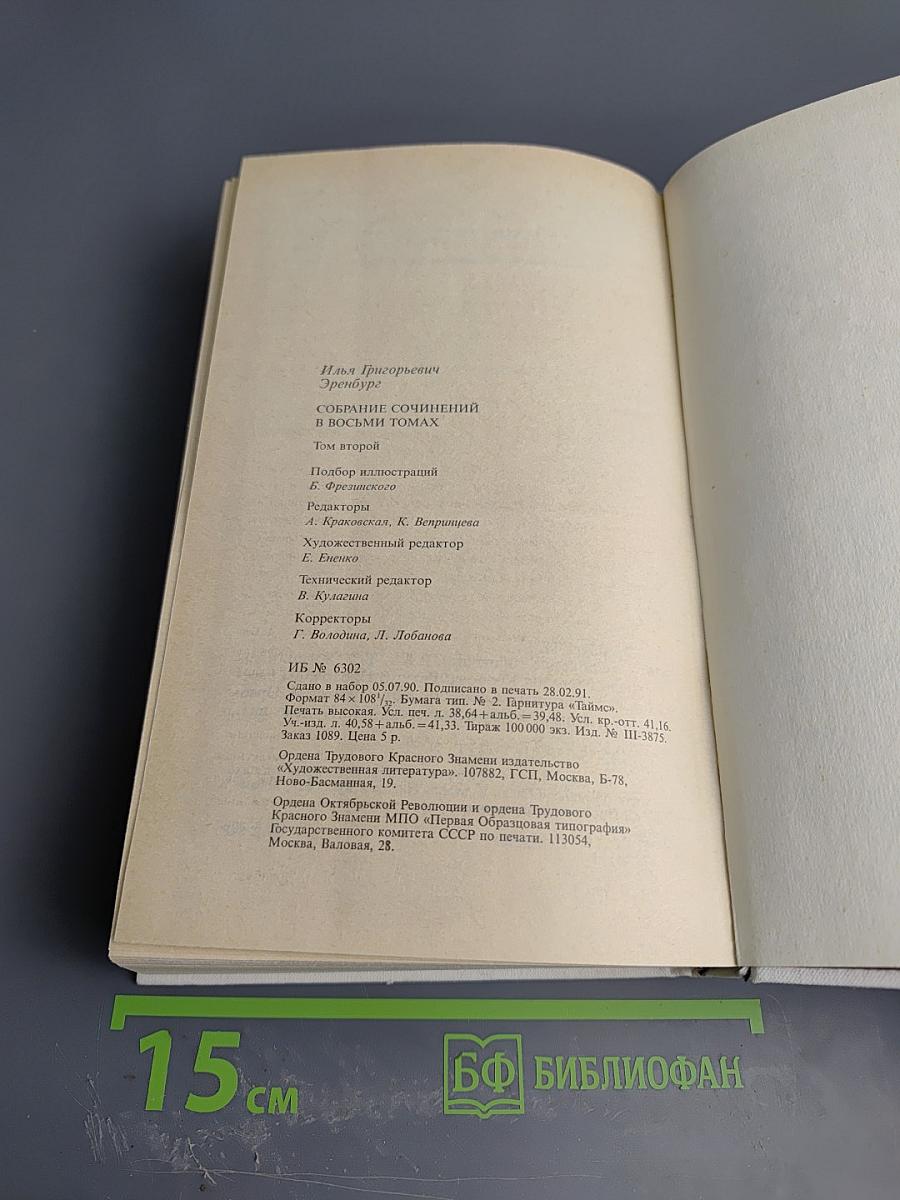 Илья Григорьевич
Эренбург
СОБРАНИЕ СОЧИНЕНИЙ
В ВОСЬМИ ТОМАХ
Том второй
Подбор иллюстраций
Б. Фрезинского
Редакторы
А. Краковская, К. Вепринцева
Художественный редактор
Е. Ененко
Технический редактор
В. Кулагина
Корректоры
Г. Володина, Л. Лобанова
ИБ № 6302
Сдано в набор 05.07.90. Подписано в печать 28.02.91.
Формат 84×108¹/₃₂. Бумага тип. № 2. Гарнитура «Таймс».
Печать высокая. Усл. печ. л. 38,64+альб.=39,48. Усл. кр.-отт. 41,16.
Уч.-изд. л. 40,58+альб.=41,33. Тираж 100 000 экз. Изд. № III-3875.
Заказ 1089. Цена 5 р.
Ордена Трудового Красного Знамени издательство
«Художественная литература». 107882, ГСП, Москва, Б-78,
Ново-Басманная, 19.
Ордена Октябрьской Революции и ордена Трудового
Красного Знамени МПО «Первая Образцовая типография»
Государственного комитета СССР по печати. 113054,
Москва, Валовая, 28.
15 см
БФ БИБЛИОФАН